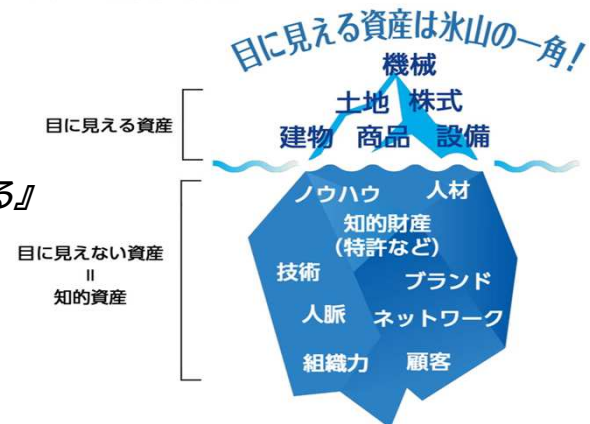 目に見える資産は氷山の一角！
機械
土地 株式
建物 商品 設備
目に見える資産
る』
ノウハウ 人材
知的財産
（特許など）
目に見えない資産
＝
知的資産
技術 ブランド
人脈 ネットワーク
組織力 顧客